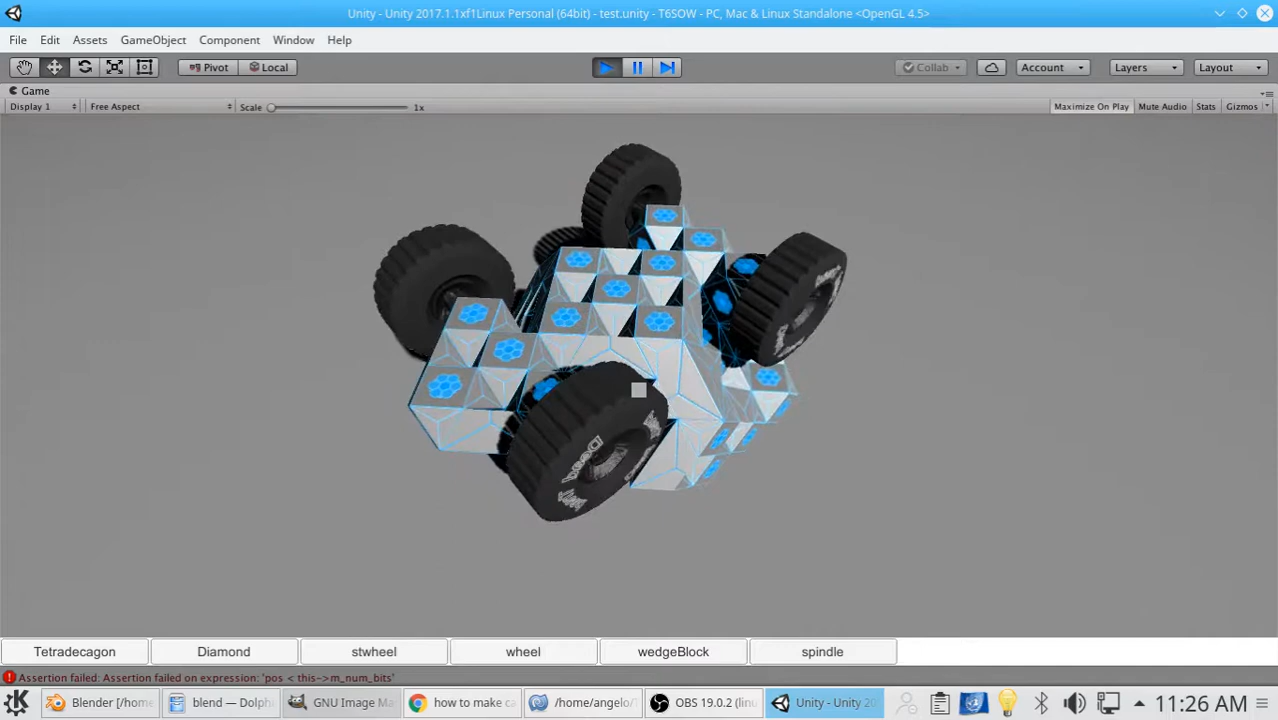 Unity - Unity 2017.1.1xf1Linux Personal (64bit) - test.unity - T6SOW - PC, Mac & Linux Standalone <OpenGL 4.5>
File Edit Assets GameObject Component Window Help
Pivot Local Collab Account Layers Layout
Game
Display 1 Free Aspect Scale 1x Maximize On Play Mute Audio Stats Gizmos
Tetradecagon Diamond stwheel wheel wedgeBlock spindle
Assertion failed: Assertion failed on expression: 'pos < this->m_num_bits'
Blender [/home blend — Dolph GNU Image Ma how to make ca /home/angelo/ OBS 19.0.2 (linu Unity - Unity 20 11:26 AM